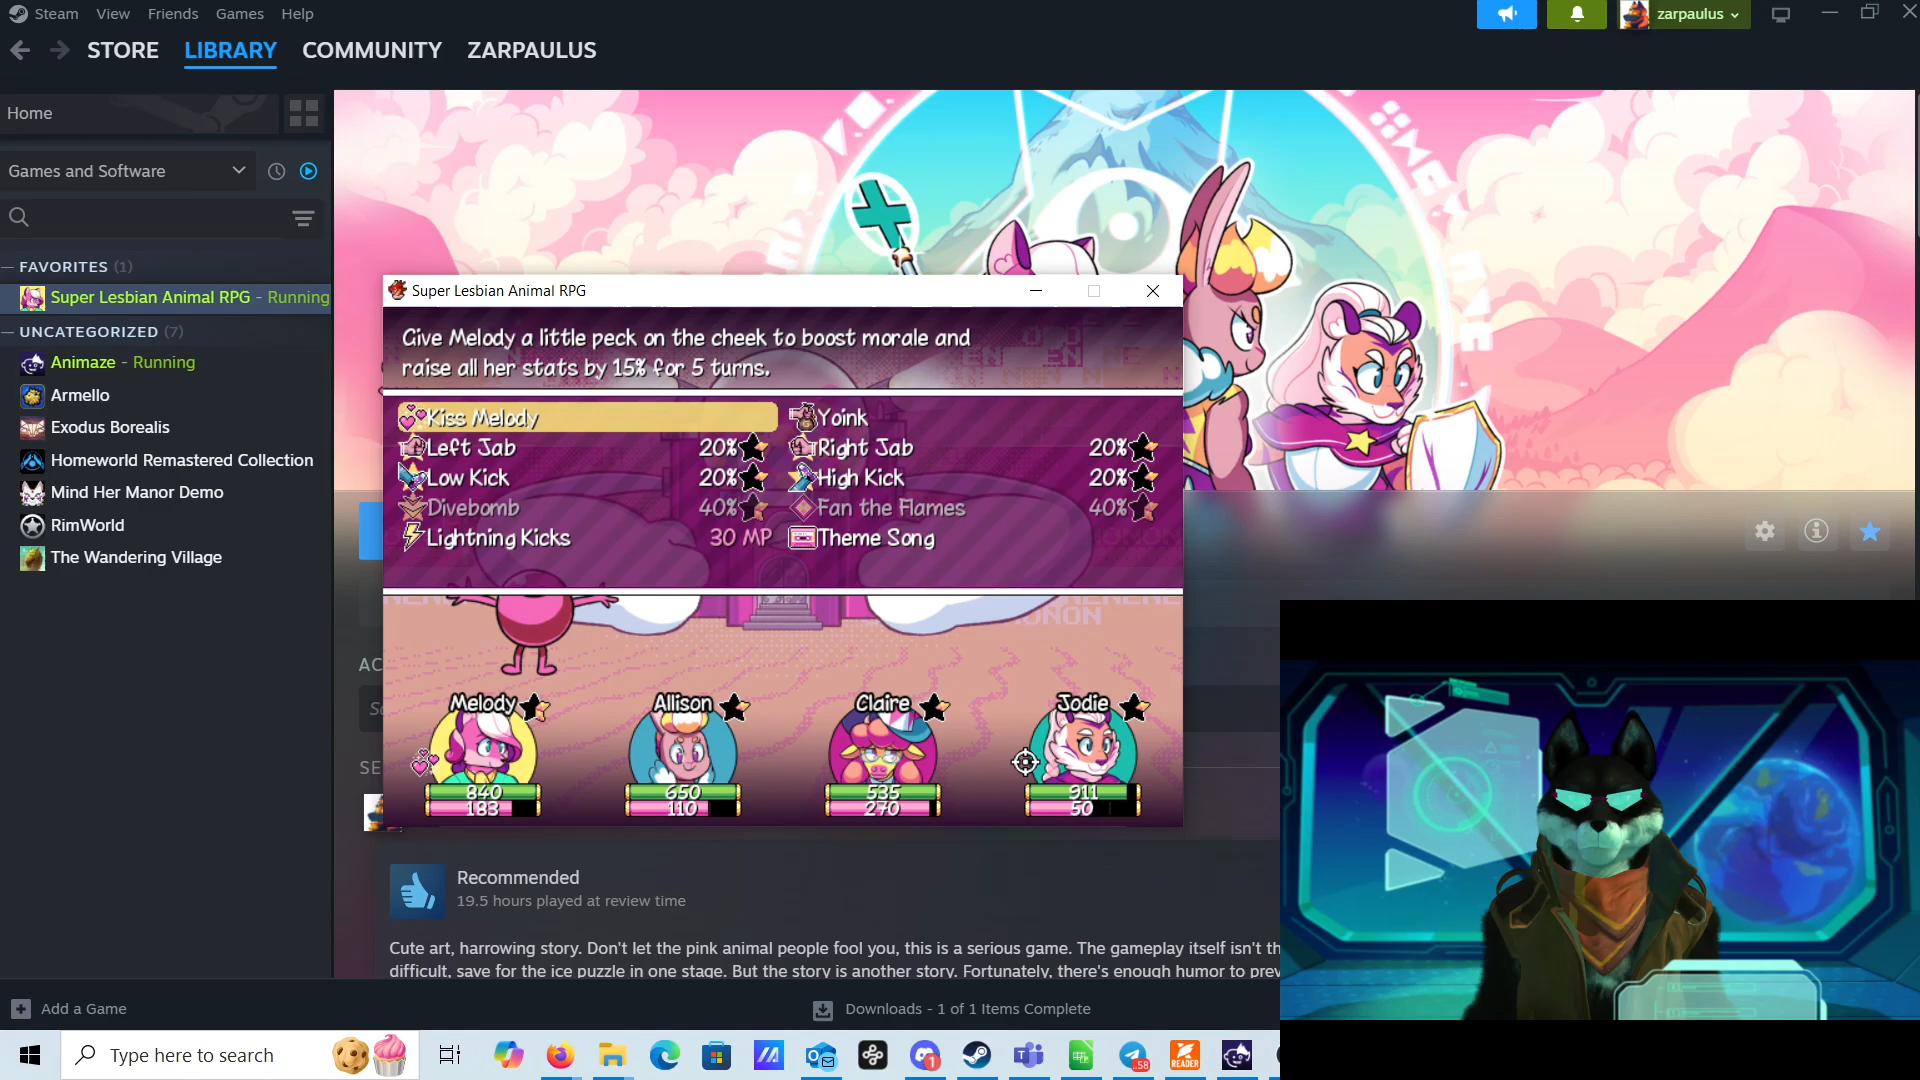 Steam View Friends Games Help
zarpaulus
STORE LIBRARY COMMUNITY ZARPAULUS
Home
Games and Software
— FAVORITES (1)
Super Lesbian Animal RPG - Running
— UNCATEGORIZED (7)
Animaze - Running
Armello
Exodus Borealis
Homeworld Remastered Collection
Mind Her Manor Demo
RimWorld
The Wandering Village
Super Lesbian Animal RPG
Give Melody a little peck on the cheek to boost morale and
raise all her stats by 15% for 5 turns.
Kiss Melody Yoink
Left Jab 20% Right Jab 20%
Low Kick 20% High Kick 20%
Divebomb 40% Fan the Flames 40%
Lightning Kicks 30 MP Theme Song
Melody Allison Claire Jodie
840 650 535 911
183 110 270 50
Recommended
19.5 hours played at review time
Cute art, harrowing story. Don't let the pink animal people fool you, this is a serious game. The gameplay itself isn't
difficult, save for the ice puzzle in one stage. But the story is another story. Fortunately, there's enough humor to
Add a Game
Downloads - 1 of 1 Items Complete
Type here to search
READER
1
58